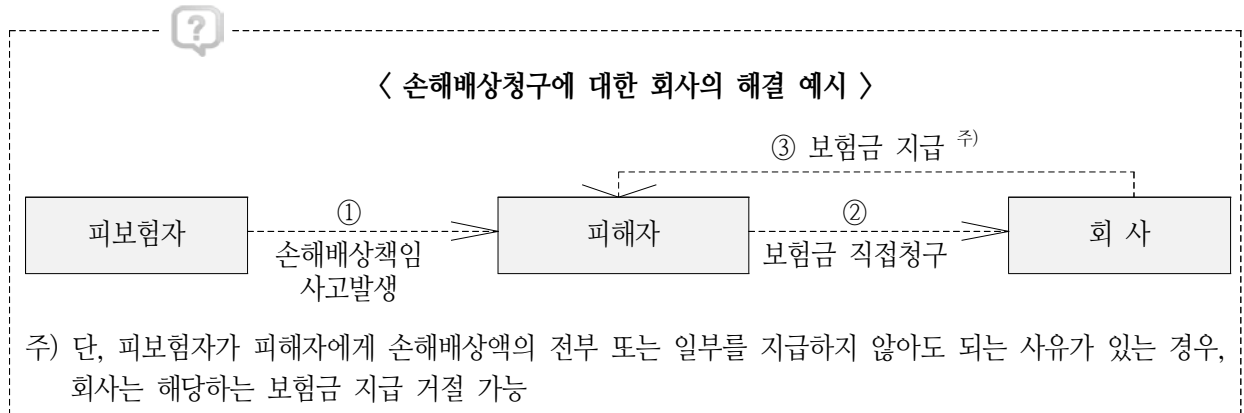 ?
〈 손해배상청구에 대한 회사의 해결 예시 〉
③ 보험금 지급 주)
피보험자
①
손해배상책임
사고발생
피해자
②
보험금 직접청구
회 사
주) 단, 피보험자가 피해자에게 손해배상액의 전부 또는 일부를 지급하지 않아도 되는 사유가 있는 경우,
회사는 해당하는 보험금 지급 거절 가능